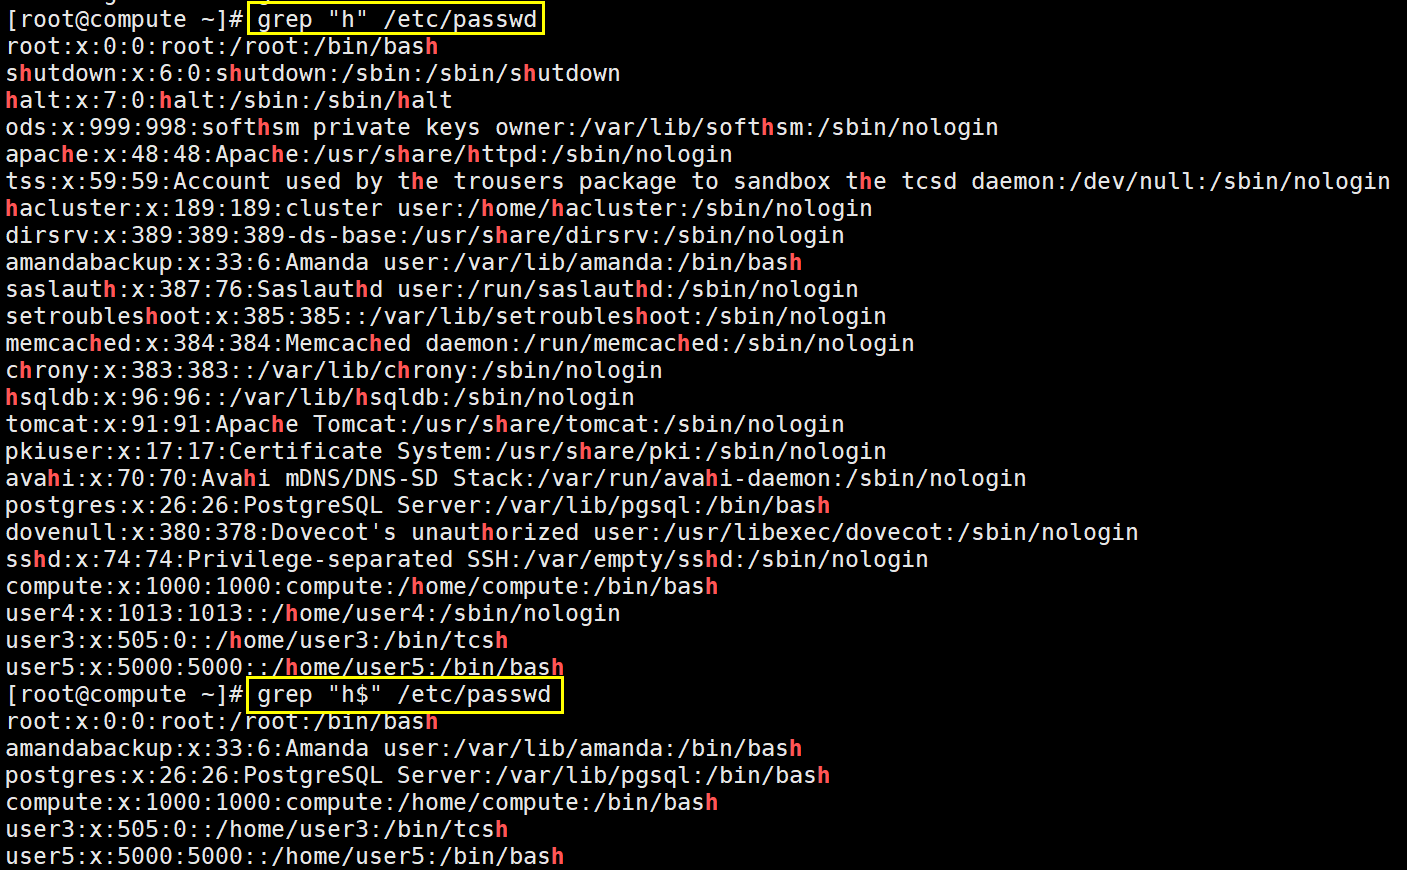 [root@compute ~]# grep "h" /etc/passwd
root:x:0:0:root:/root:/bin/bash
shutdown:x:6:0:shutdown:/sbin:/sbin/shutdown
halt:x:7:0:halt:/sbin:/sbin/halt
ods:x:999:998:softhsm private keys owner:/var/lib/softhsm:/sbin/nologin
apache:x:48:48:Apache:/usr/share/httpd:/sbin/nologin
tss:x:59:59:Account used by the trousers package to sandbox the tcsd daemon:/dev/null:/sbin/nologin
hacluster:x:189:189:cluster user:/home/hacluster:/sbin/nologin
dirsrv:x:389:389:389-ds-base:/usr/share/dirsrv:/sbin/nologin
amandabackup:x:33:6:Amanda user:/var/lib/amanda:/bin/bash
saslauth:x:387:76:Saslauthd user:/run/saslauthd:/sbin/nologin
setroubleshoot:x:385:385::/var/lib/setroubleshoot:/sbin/nologin
memcached:x:384:384:Memcached daemon:/run/memcached:/sbin/nologin
chrony:x:383:383::/var/lib/chrony:/sbin/nologin
hsqldb:x:96:96::/var/lib/hsqldb:/sbin/nologin
tomcat:x:91:91:Apache Tomcat:/usr/share/tomcat:/sbin/nologin
pkiuser:x:17:17:Certificate System:/usr/share/pki:/sbin/nologin
avahi:x:70:70:Avahi mDNS/DNS-SD Stack:/var/run/avahi-daemon:/sbin/nologin
postgres:x:26:26:PostgreSQL Server:/var/lib/pgsql:/bin/bash
dovenull:x:380:378:Dovecot's unauthorized user:/usr/libexec/dovecot:/sbin/nologin
sshd:x:74:74:Privilege-separated SSH:/var/empty/sshd:/sbin/nologin
compute:x:1000:1000:compute:/home/compute:/bin/bash
user4:x:1013:1013::/home/user4:/sbin/nologin
user3:x:505:0::/home/user3:/bin/tcsh
user5:x:5000:5000::/home/user5:/bin/bash
[root@compute ~]# grep "h$" /etc/passwd
root:x:0:0:root:/root:/bin/bash
amandabackup:x:33:6:Amanda user:/var/lib/amanda:/bin/bash
postgres:x:26:26:PostgreSQL Server:/var/lib/pgsql:/bin/bash
compute:x:1000:1000:compute:/home/compute:/bin/bash
user3:x:505:0::/home/user3:/bin/tcsh
user5:x:5000:5000::/home/user5:/bin/bash